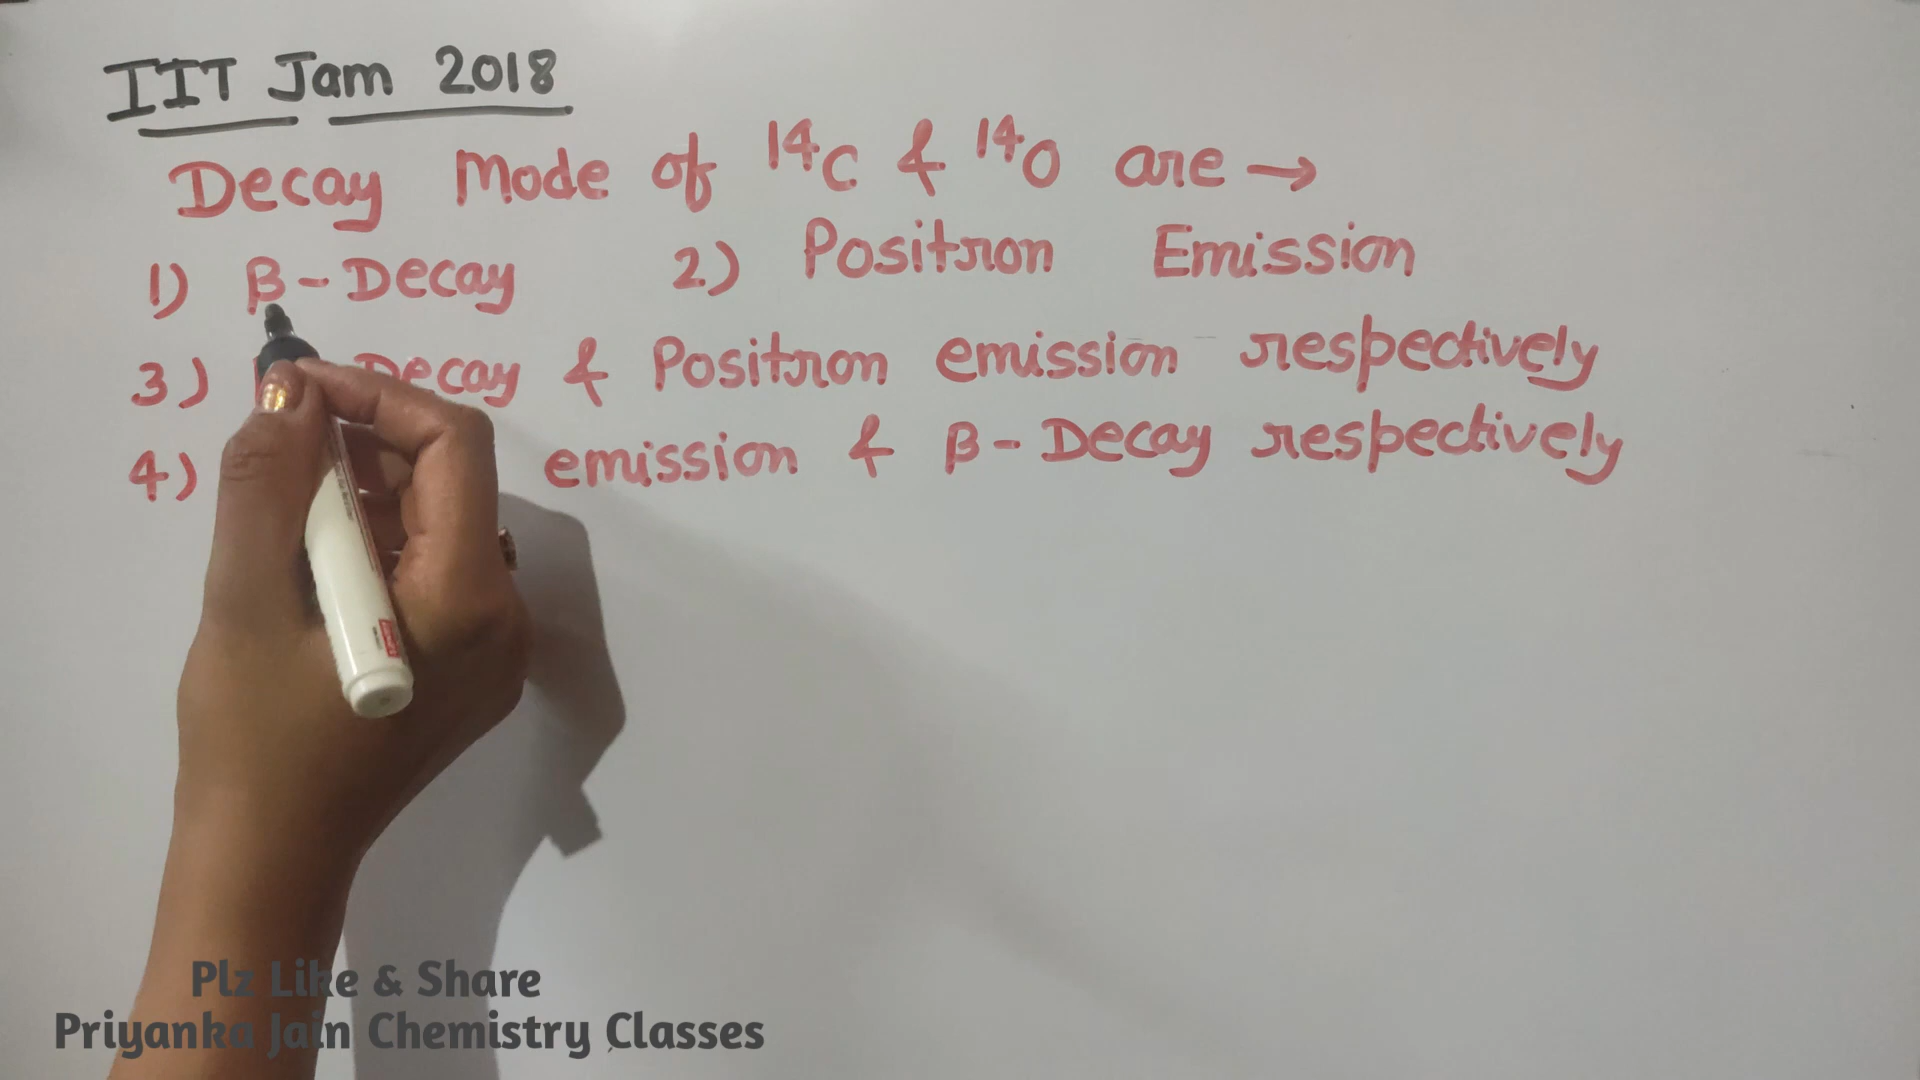 IIT Jam 2018
Decay Mode of ¹⁴C & ¹⁴O are →
1) β-Decay 2) Positron Emission
3) Decay & Positron emission respectively
4) emission & β-Decay respectively
Plz Like & Share
Priyanka Jain Chemistry Classes